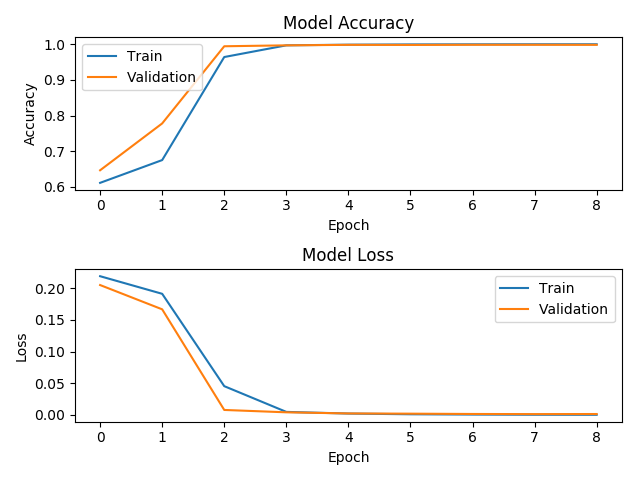 Model Accuracy
Train
Validation
Accuracy
1.0
0.9
0.8
0.7
0.6
0 1 2 3 4 5 6 7 8
Epoch
Model Loss
Train
Validation
Loss
0.20
0.15
0.10
0.05
0.00
0 1 2 3 4 5 6 7 8
Epoch